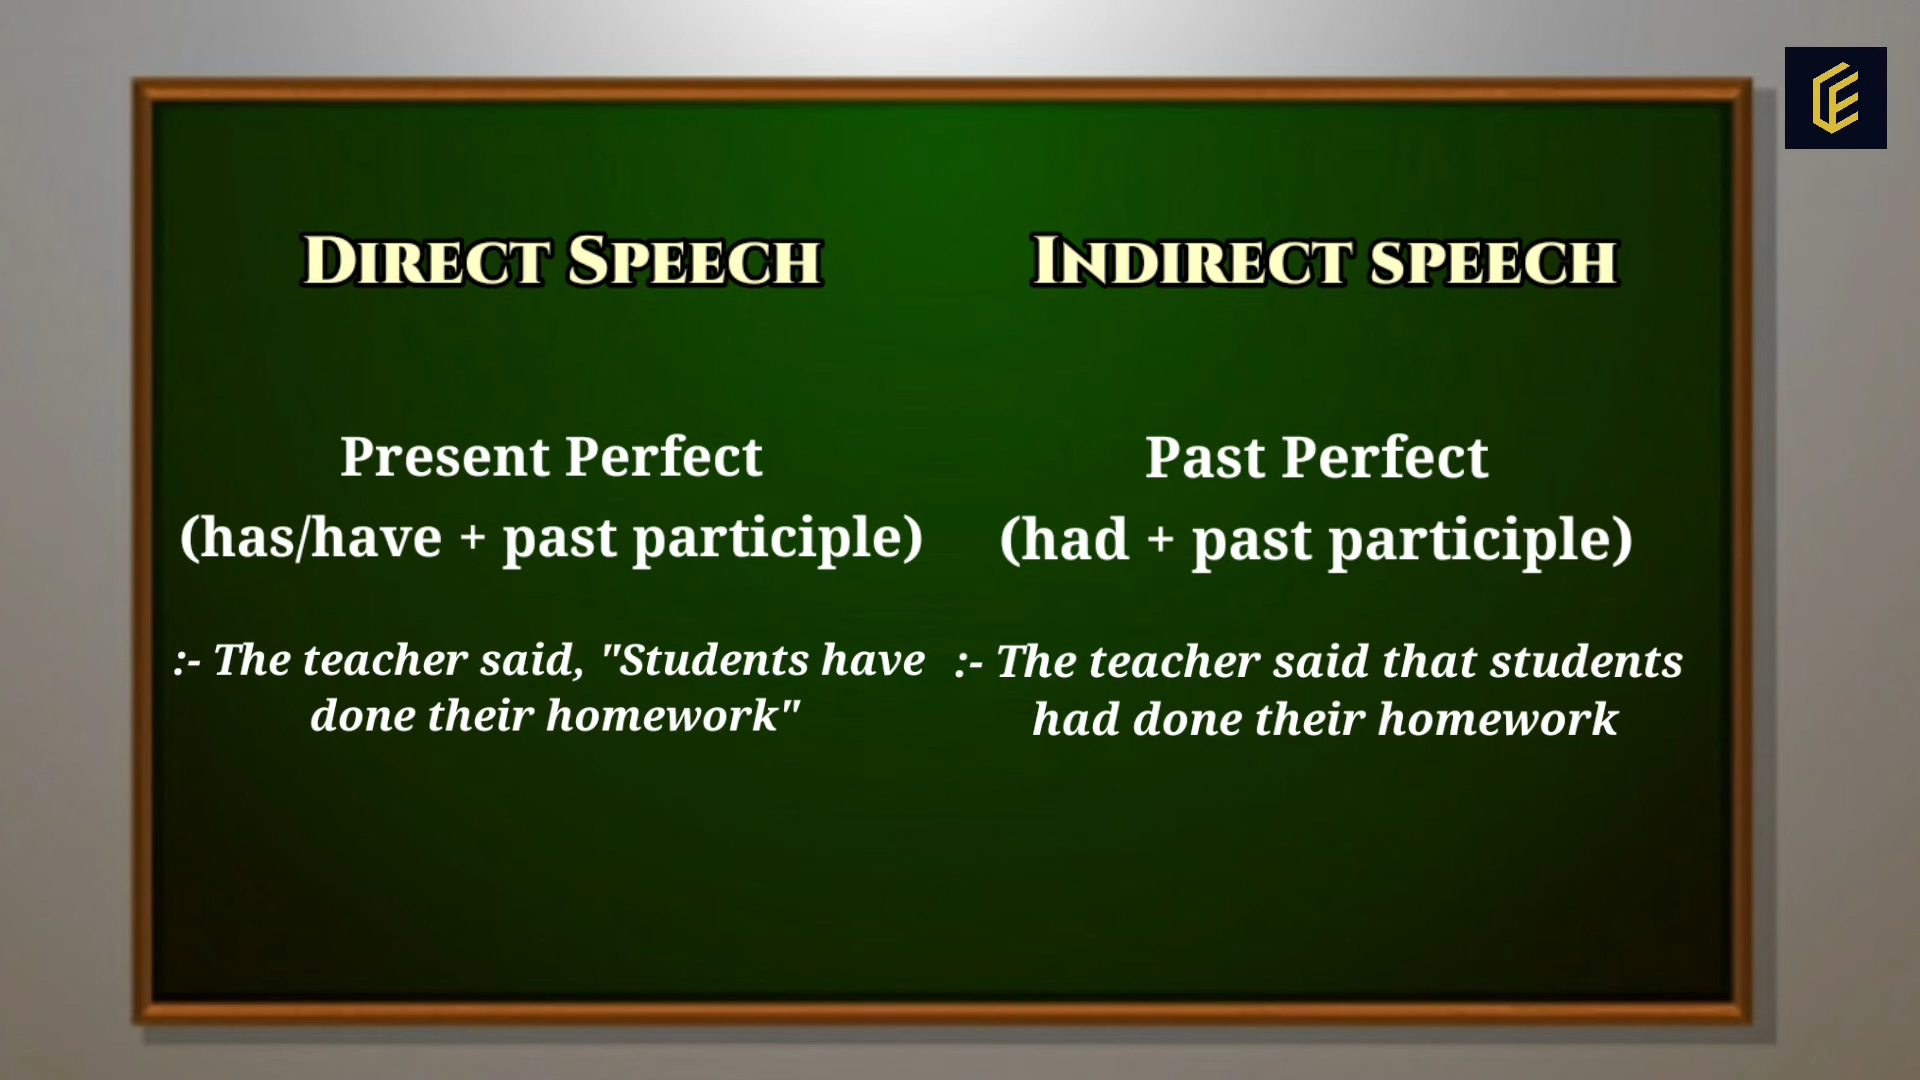 Direct Speech
Indirect speech
Present Perfect
(has/have + past participle)
Past Perfect
(had + past participle)
:- The teacher said, "Students have
done their homework"
:- The teacher said that students
had done their homework